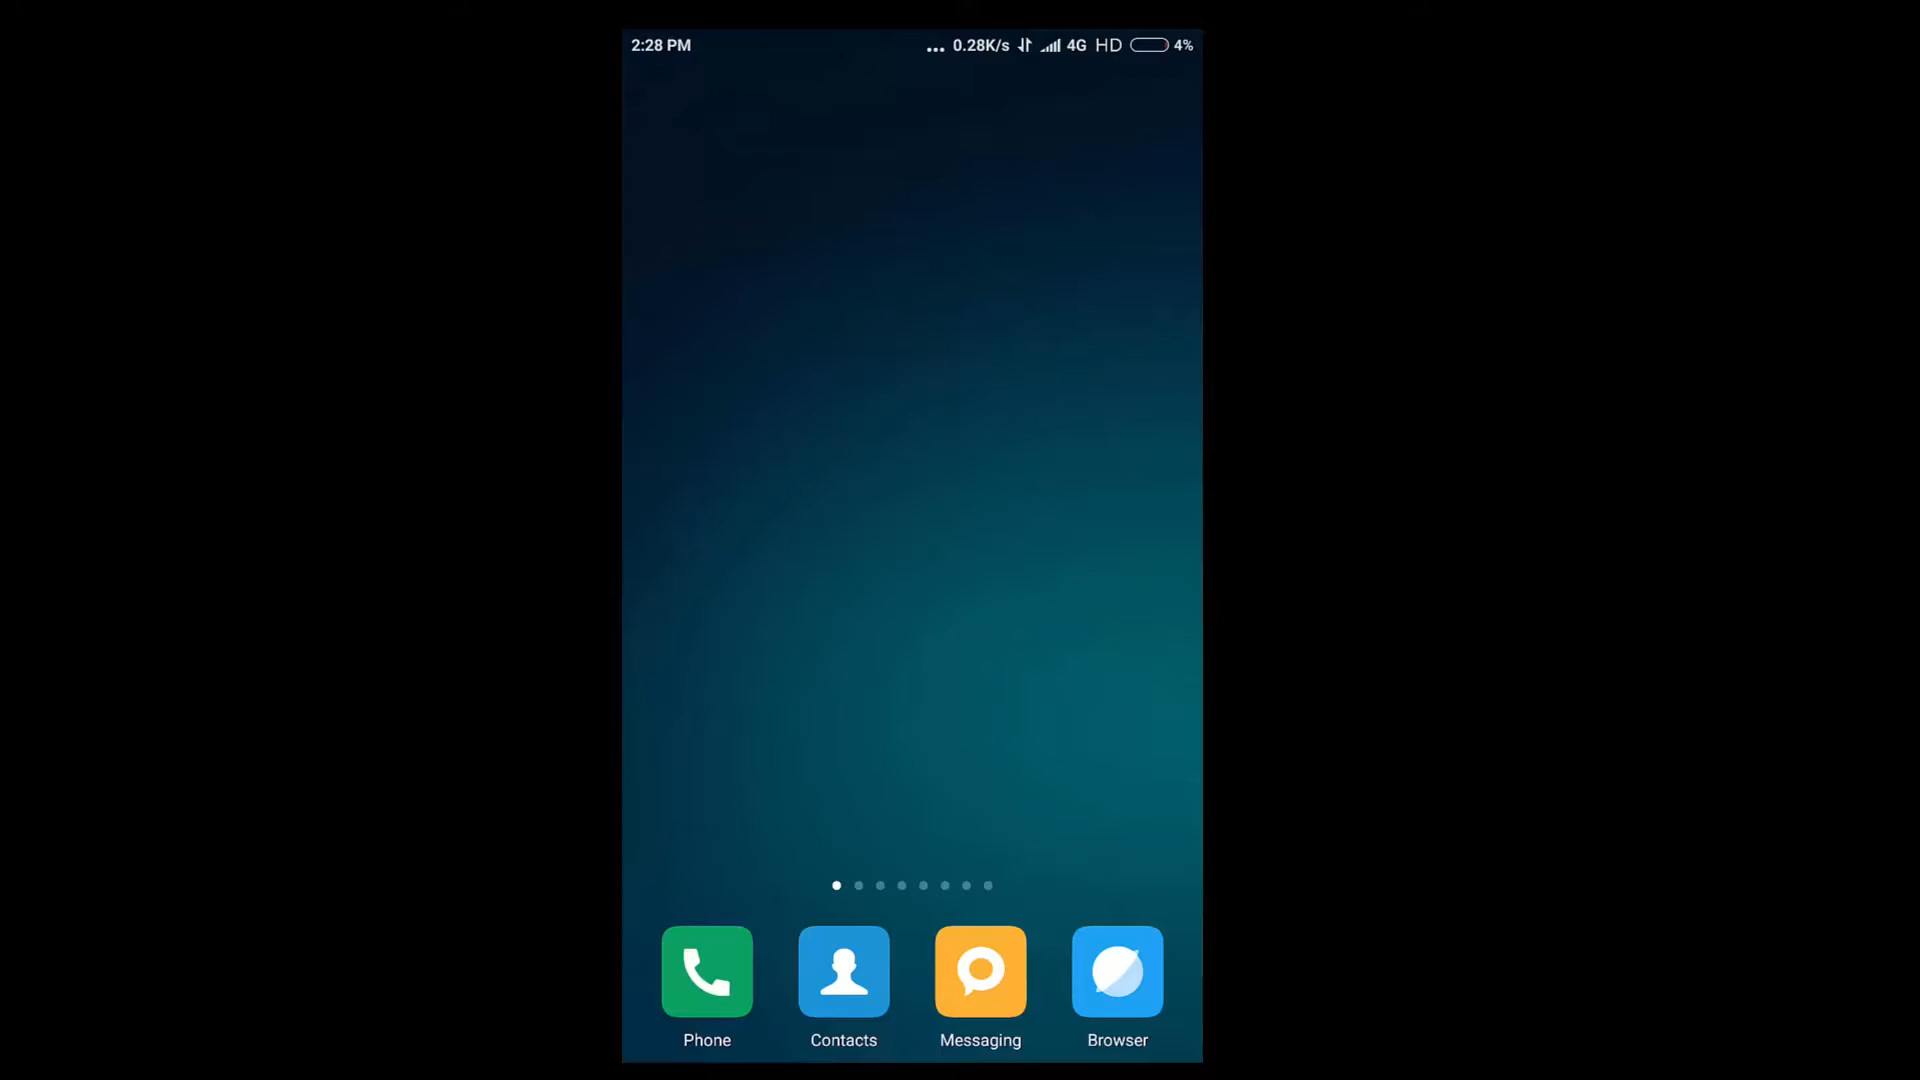 2:28 PM ... 0.28K/s 4G HD 4%
Phone Contacts Messaging Browser